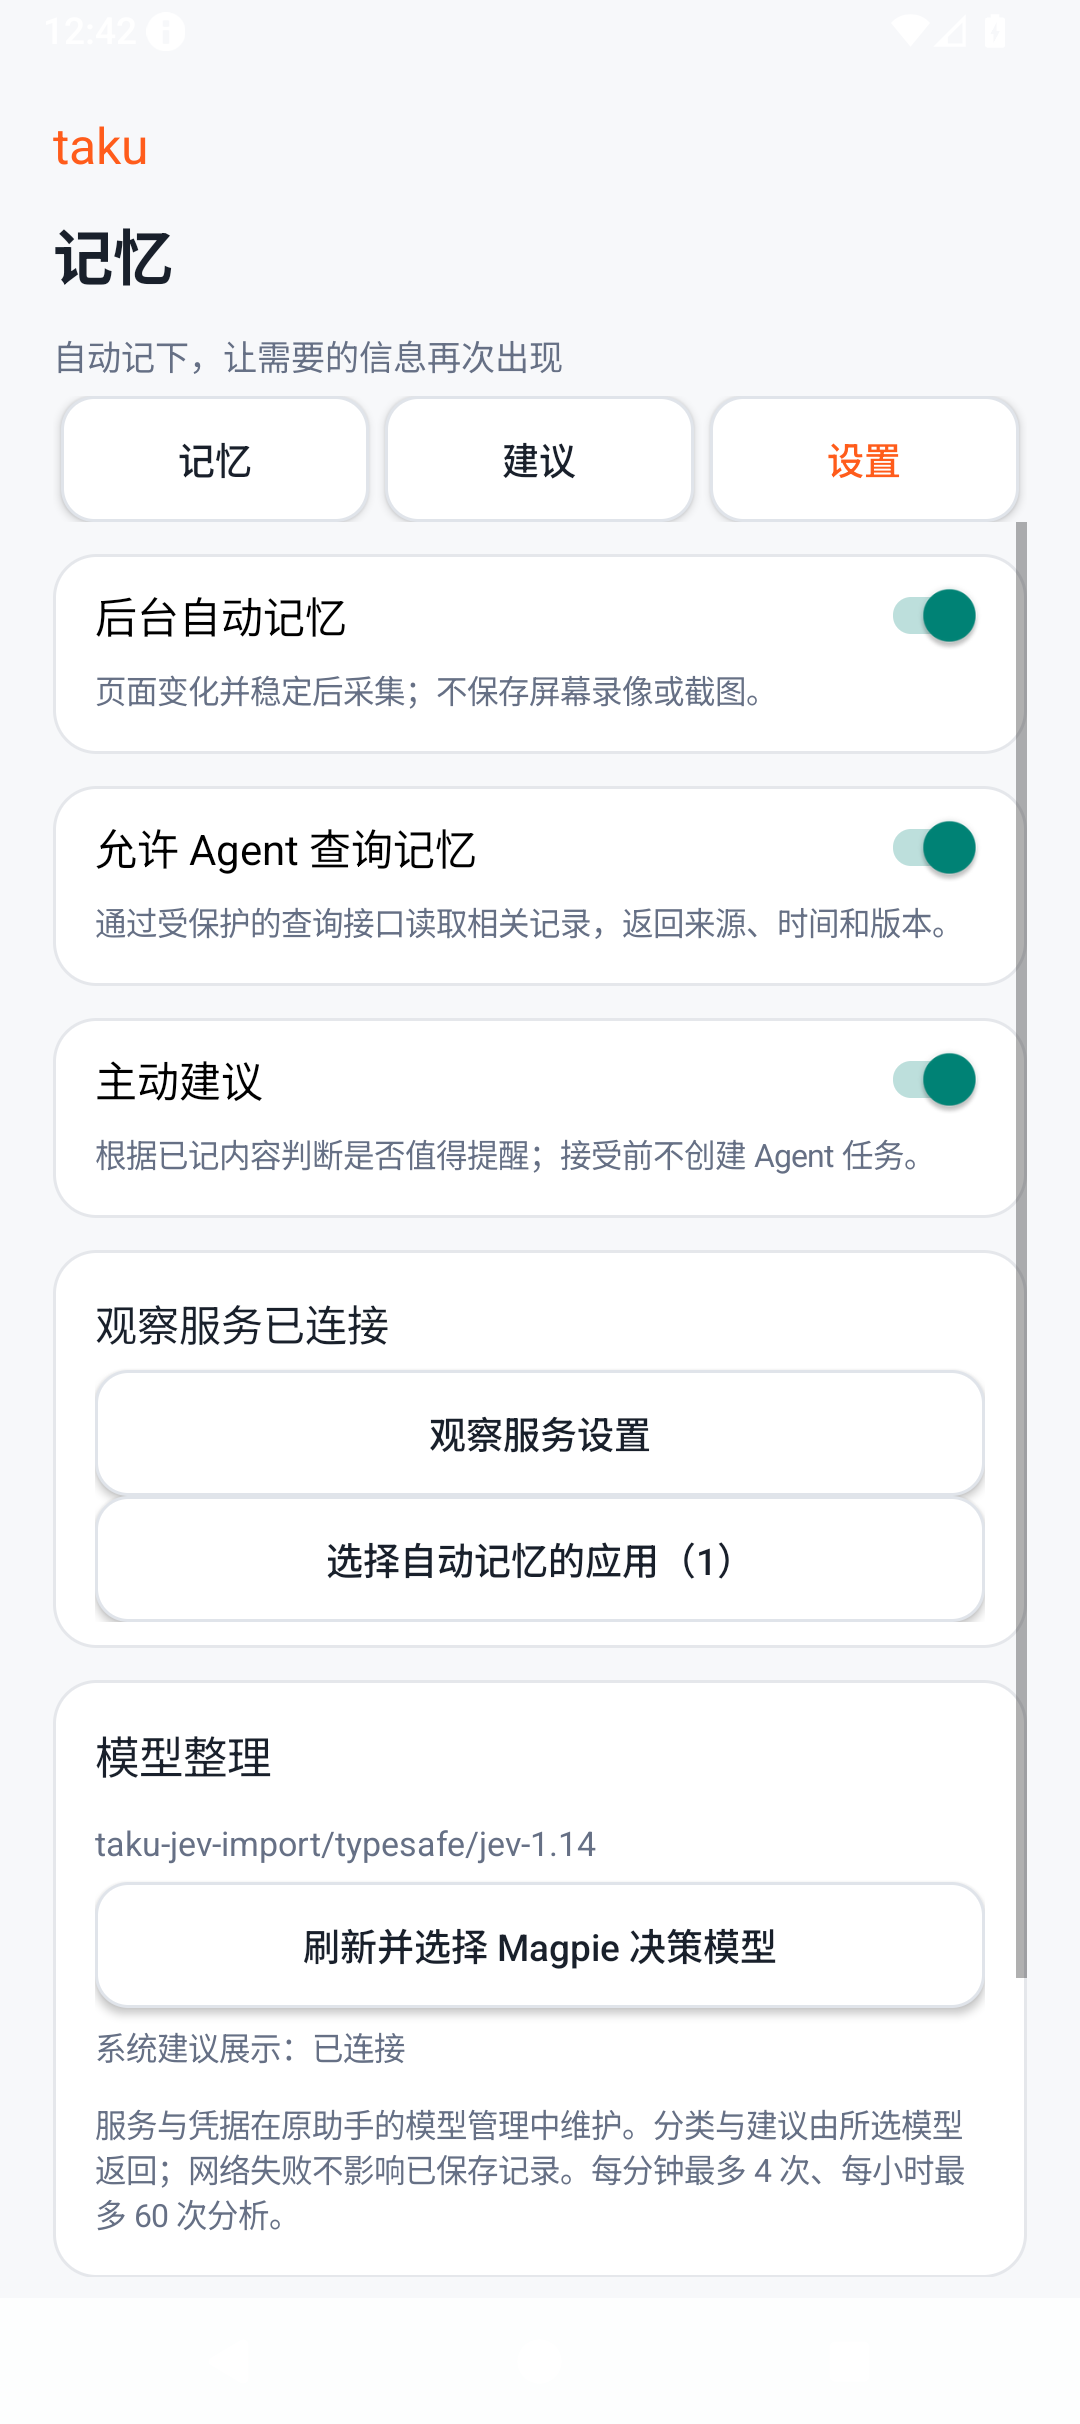 12:42
taku
记忆
自动记下，让需要的信息再次出现
记忆
建议
设置
后台自动记忆
页面变化并稳定后采集；不保存屏幕录像或截图。
允许 Agent 查询记忆
通过受保护的查询接口读取相关记录，返回来源、时间和版本。
主动建议
根据已记内容判断是否值得提醒；接受前不创建 Agent 任务。
观察服务已连接
观察服务设置
选择自动记忆的应用（1）
模型整理
taku-jev-import/typesafe/jev-1.14
刷新并选择 Magpie 决策模型
系统建议展示：已连接
服务与凭据在原助手的模型管理中维护。分类与建议由所选模型
返回；网络失败不影响已保存记录。每分钟最多 4 次、每小时最
多 60 次分析。